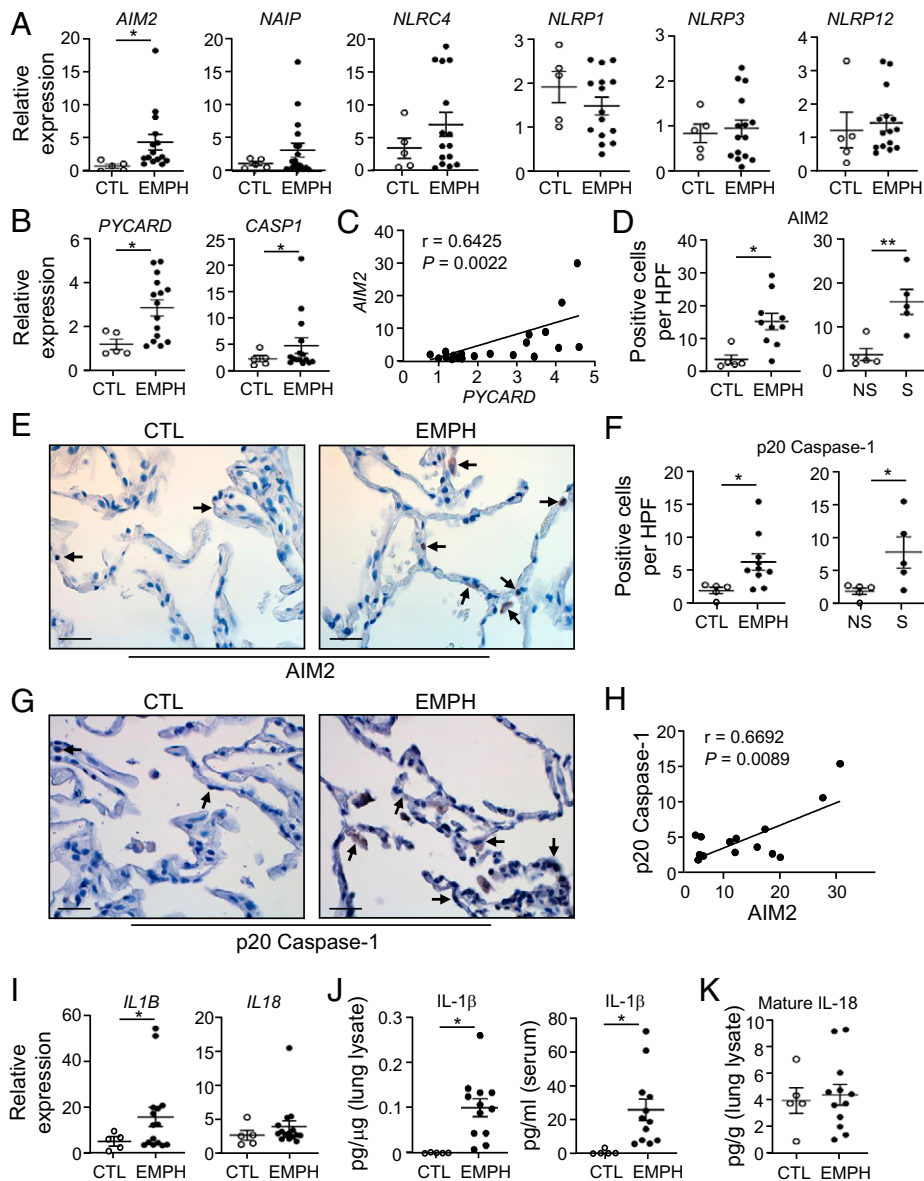 A
AIM2
NAIP
NLRC4
NLRP1
NLRP3
NLRP12
Relative
expression
20
15
10
5
0
*
CTL EMPH
20
15
10
5
0
CTL EMPH
20
15
10
5
0
CTL EMPH
3
2
1
0
CTL EMPH
3
2
1
0
CTL EMPH
4
3
2
1
0
CTL EMPH
B
PYCARD
CASP1
Relative
expression
6
4
2
0
*
CTL EMPH
25
20
15
10
5
0
*
CTL EMPH
C
r = 0.6425
P = 0.0022
AIM2
40
30
20
10
0
0 1 2 3 4 5
PYCARD
D
AIM2
Positive cells
per HPF
40
30
20
10
0
*
CTL EMPH
30
20
10
0
**
NS S
E
CTL
EMPH
AIM2
F
p20 Caspase-1
Positive cells
per HPF
20
15
10
5
0
*
CTL EMPH
20
15
10
5
0
*
NS S
G
CTL
EMPH
p20 Caspase-1
H
r = 0.6692
P = 0.0089
p20 Caspase-1
20
15
10
5
0
0 10 20 30 40
AIM2
I
IL1B
IL18
Relative
expression
60
40
20
0
*
CTL EMPH
20
15
10
5
0
CTL EMPH
J
IL-1β
IL-1β
pg/μg (lung lysate)
0.3
0.2
0.1
0
*
CTL EMPH
pg/ml (serum)
80
60
40
20
0
*
CTL EMPH
K
Mature IL-18
pg/g (lung lysate)
10
8
6
4
2
0
CTL EMPH